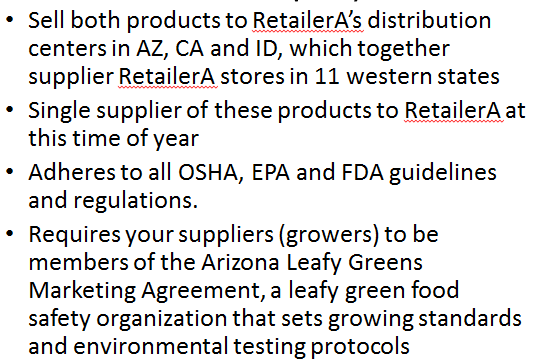 • Sell both products to RetailerA's distribution
centers in AZ, CA and ID, which together
supplier RetailerA stores in 11 western states
• Single supplier of these products to RetailerA at
this time of year
• Adheres to all OSHA, EPA and FDA guidelines
and regulations.
• Requires your suppliers (growers) to be
members of the Arizona Leafy Greens
Marketing Agreement, a leafy green food
safety organization that sets growing standards
and environmental testing protocols